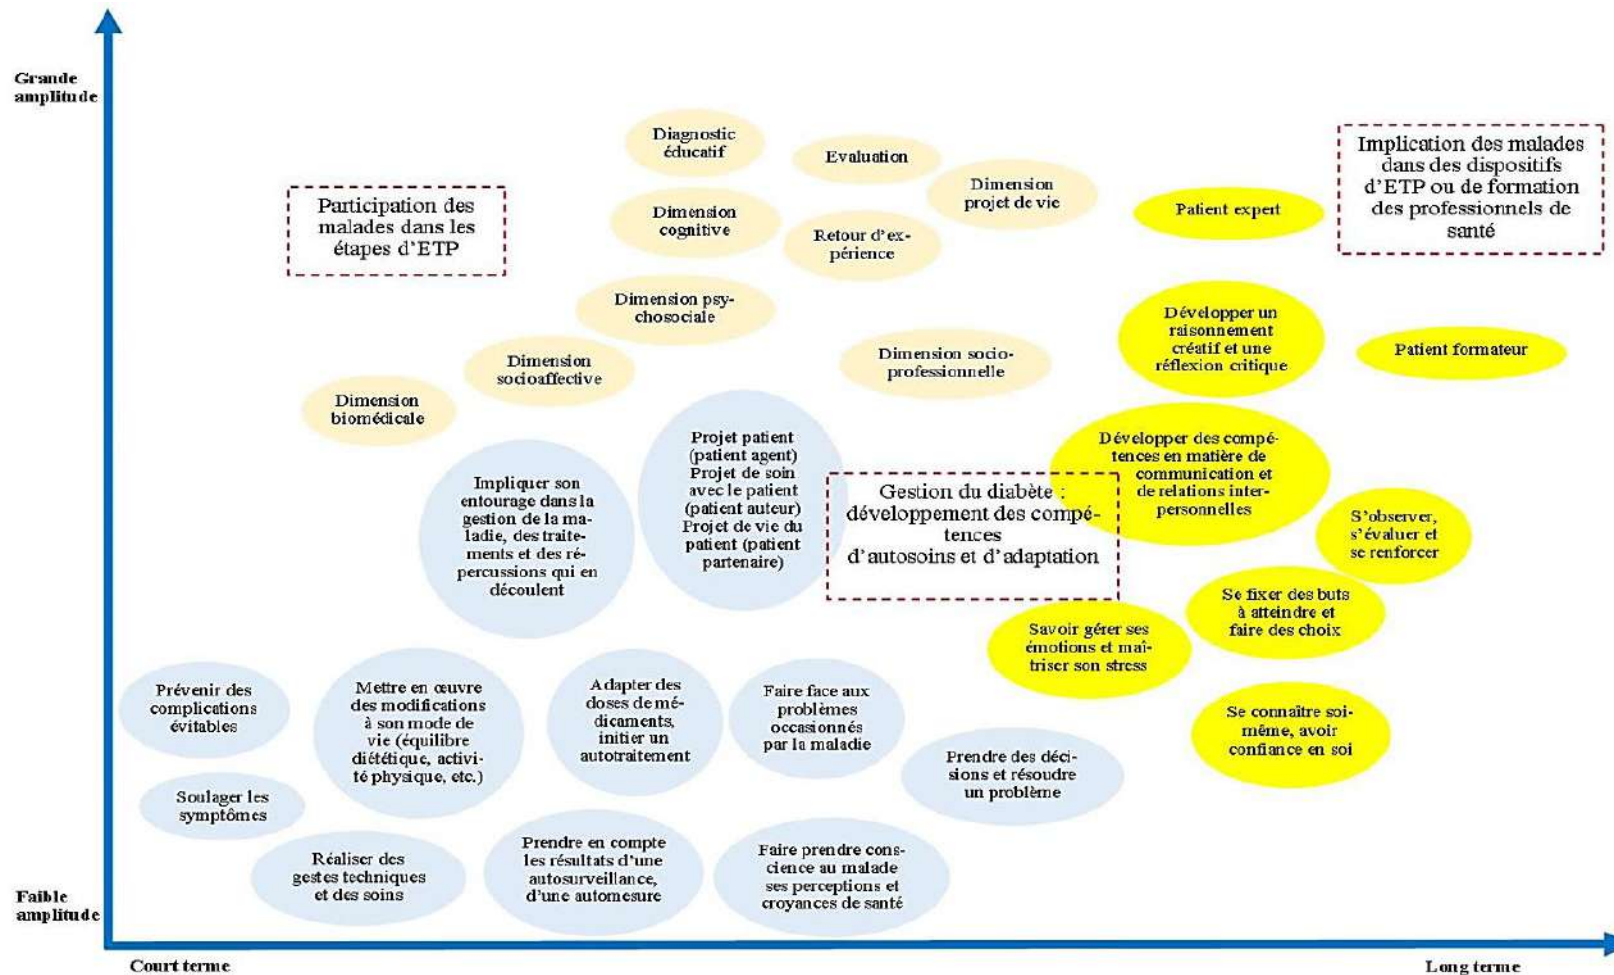 Grande
amplitude
Diagnostic
éducatif
Evaluation
Dimension
projet de vie
Implication des malades
dans des dispositifs
d'ETP ou de formation
des professionnels de
santé
Participation des
malades dans les
étapes d'ETP
Dimension
cognitive
Retour d'ex-
périence
Patient expert
Dimension psy-
chosociale
Développer un
raisonnement
créatif et une
réflexion critique
Patient formateur
Dimension
socioaffective
Dimension socio-
professionnelle
Dimension
biomédicale
Impliquer son
entourage dans la
gestion de la ma-
ladie, des traite-
ments et des ré-
percussions qui en
découlent
Projet patient
(patient agent)
Projet de soin
avec le patient
(patient auteur)
Projet de vie du
patient (patient
partenaire)
Gestion du diabète :
développement des compé-
tences
d'autosoins et d'adaptation
Développer des compé-
tences en matière de
communication et
de relations inter-
personnelles
S'observer,
s'évaluer et
se renforcer
Se fixer des buts
à atteindre et
faire des choix
Savoir gérer ses
émotions et maî-
triser son stress
Prévenir des
complications
évitables
Mettre en œuvre
des modifications
à son mode de
vie (équilibre
diététique, activi-
té physique, etc.)
Adapter des
doses de mé-
dicaments,
initier un
autotraitement
Faire face aux
problèmes
occasionnés
par la maladie
Se connaître soi-
même, avoir
confiance en soi
Prendre des déci-
sions et résoudre
un problème
Soulager les
symptômes
Réaliser des
gestes techniques
et des soins
Prendre en compte
les résultats d'une
autosurveillance,
d'une automesure
Faire prendre cons-
cience au malade
ses perceptions et
croyances de santé
Faible
amplitude
Court terme
Long terme